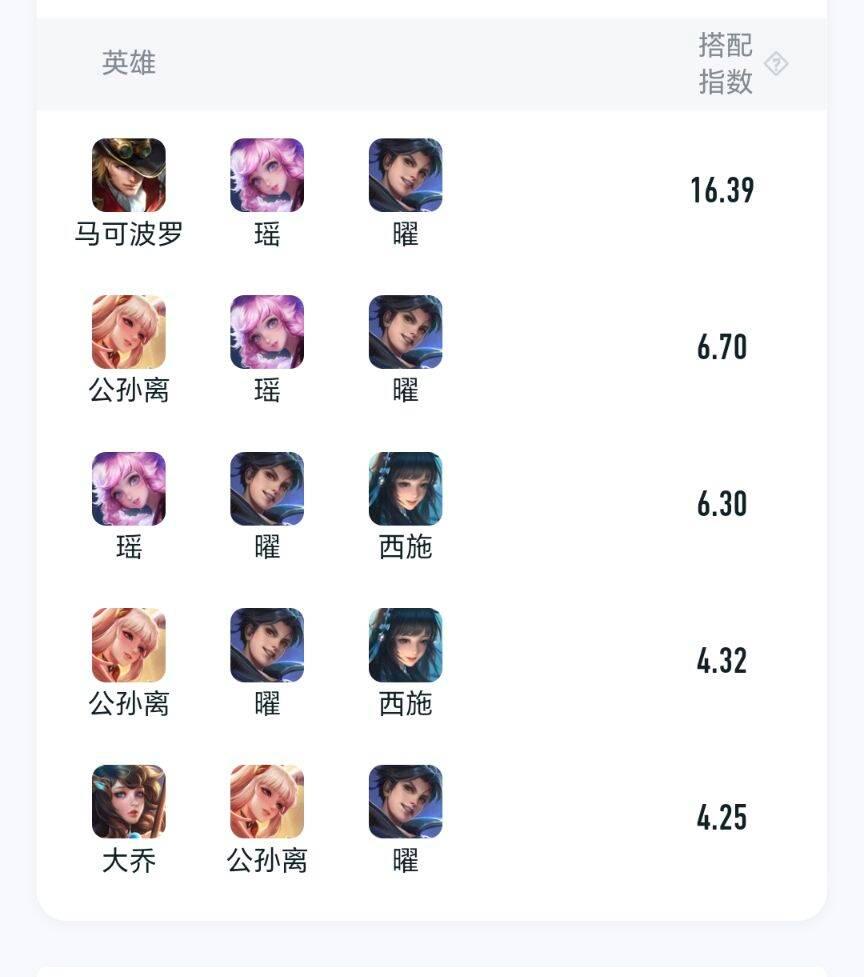 英雄
搭配
指数
马可波罗 瑶 曜
16.39
公孙离 瑶 曜
6.70
瑶 曜 西施
6.30
公孙离 曜 西施
4.32
大乔 公孙离 曜
4.25